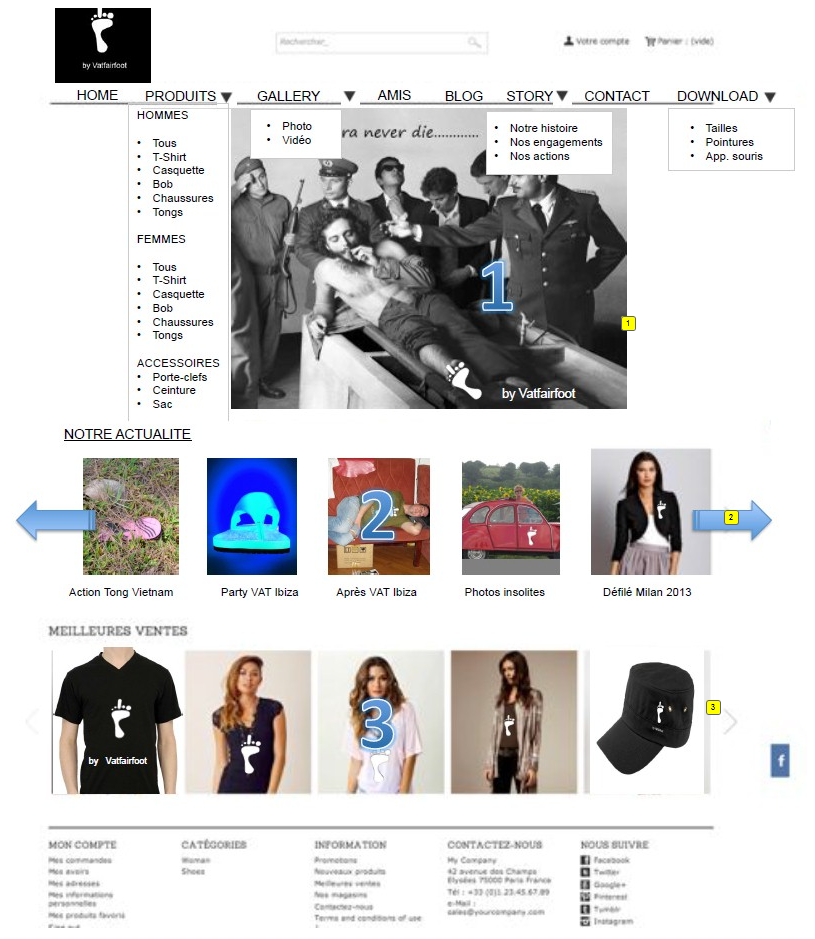 by Vatfairfoot
Rechercher_
Votre compte
Panier : (vide)
HOME PRODUITS GALLERY AMIS BLOG STORY CONTACT DOWNLOAD
HOMMES
• Tous
• T-Shirt
• Casquette
• Bob
• Chaussures
• Tongs
FEMMES
• Tous
• T-Shirt
• Casquette
• Bob
• Chaussures
• Tongs
ACCESSOIRES
• Porte-clefs
• Ceinture
• Sac
• Photo
• Vidéo
ra never die............
• Notre histoire
• Nos engagements
• Nos actions
• Tailles
• Pointures
• App. souris
1
1
by Vatfairfoot
NOTRE ACTUALITE
2
2
Action Tong Vietnam
Party VAT Ibiza
Après VAT Ibiza
Photos insolites
Défilé Milan 2013
MEILLEURES VENTES
by Vatfairfoot
3
3
f
MON COMPTE
Mes commandes
Mes avoirs
Mes adresses
Mes informations
personnelles
Mes produits favoris
CATÉGORIES
Woman
Shoes
INFORMATION
Promotions
Nouveaux produits
Meilleures ventes
Nos magasins
Contactez-nous
Terms and conditions of use
CONTACTEZ-NOUS
My Company
42 avenue des Champs
Elysées 75000 Paris France
Tél : +33 (0)1.23.45.67.89
e-Mail :
sales@yourcompany.com
NOUS SUIVRE
Facebook
Twitter
Google+
Pinterest
Tumblr
Instagram